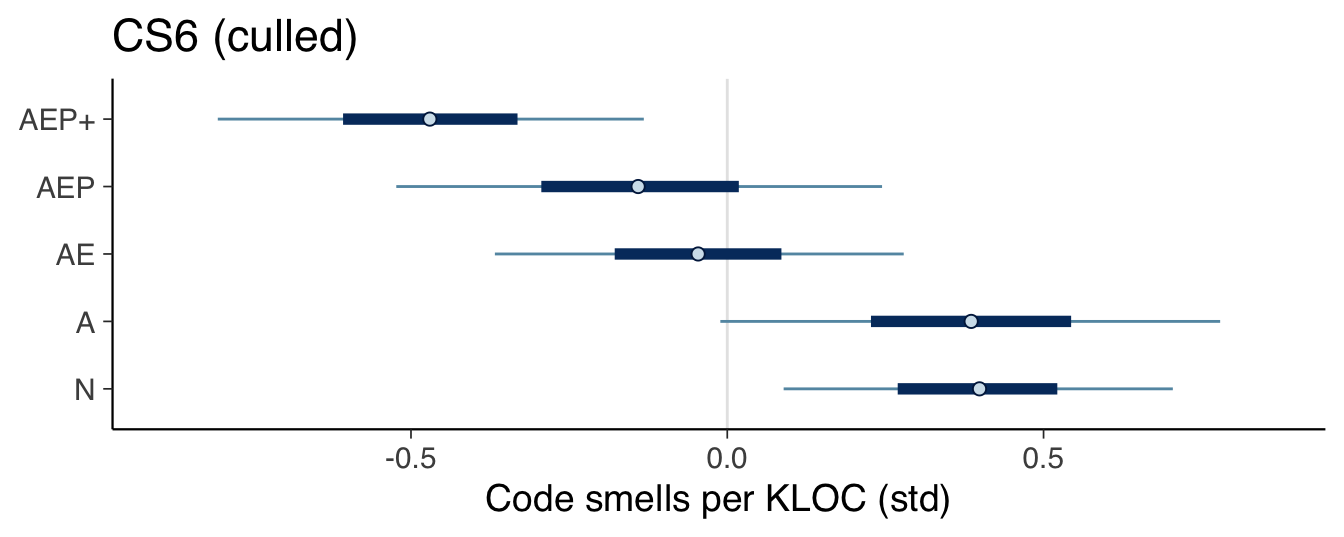 CS6 (culled)
AEP+
AEP
AE
A
N
-0.5 0.0 0.5
Code smells per KLOC (std)